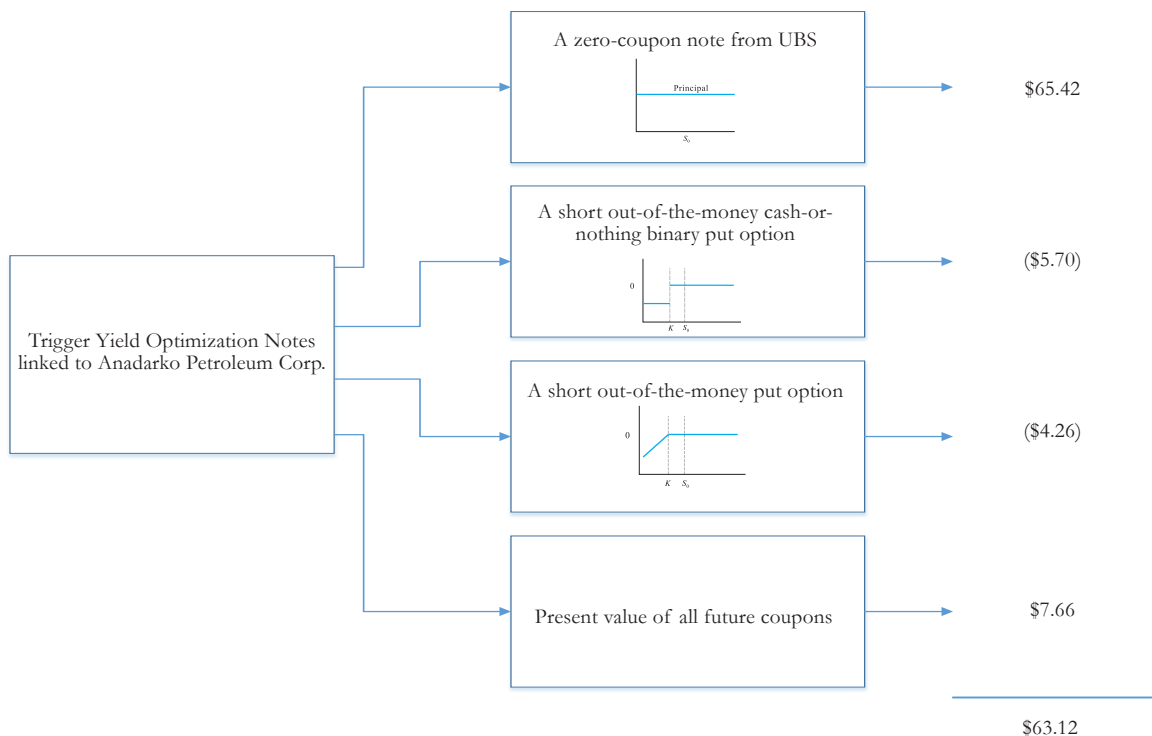 A zero-coupon note from UBS
Principal
S₀
$65.42
A short out-of-the-money cash-or-
nothing binary put option
0
K S₀
($5.70)
Trigger Yield Optimization Notes
linked to Anadarko Petroleum Corp.
A short out-of-the-money put option
0
K S₀
($4.26)
Present value of all future coupons
$7.66
$63.12